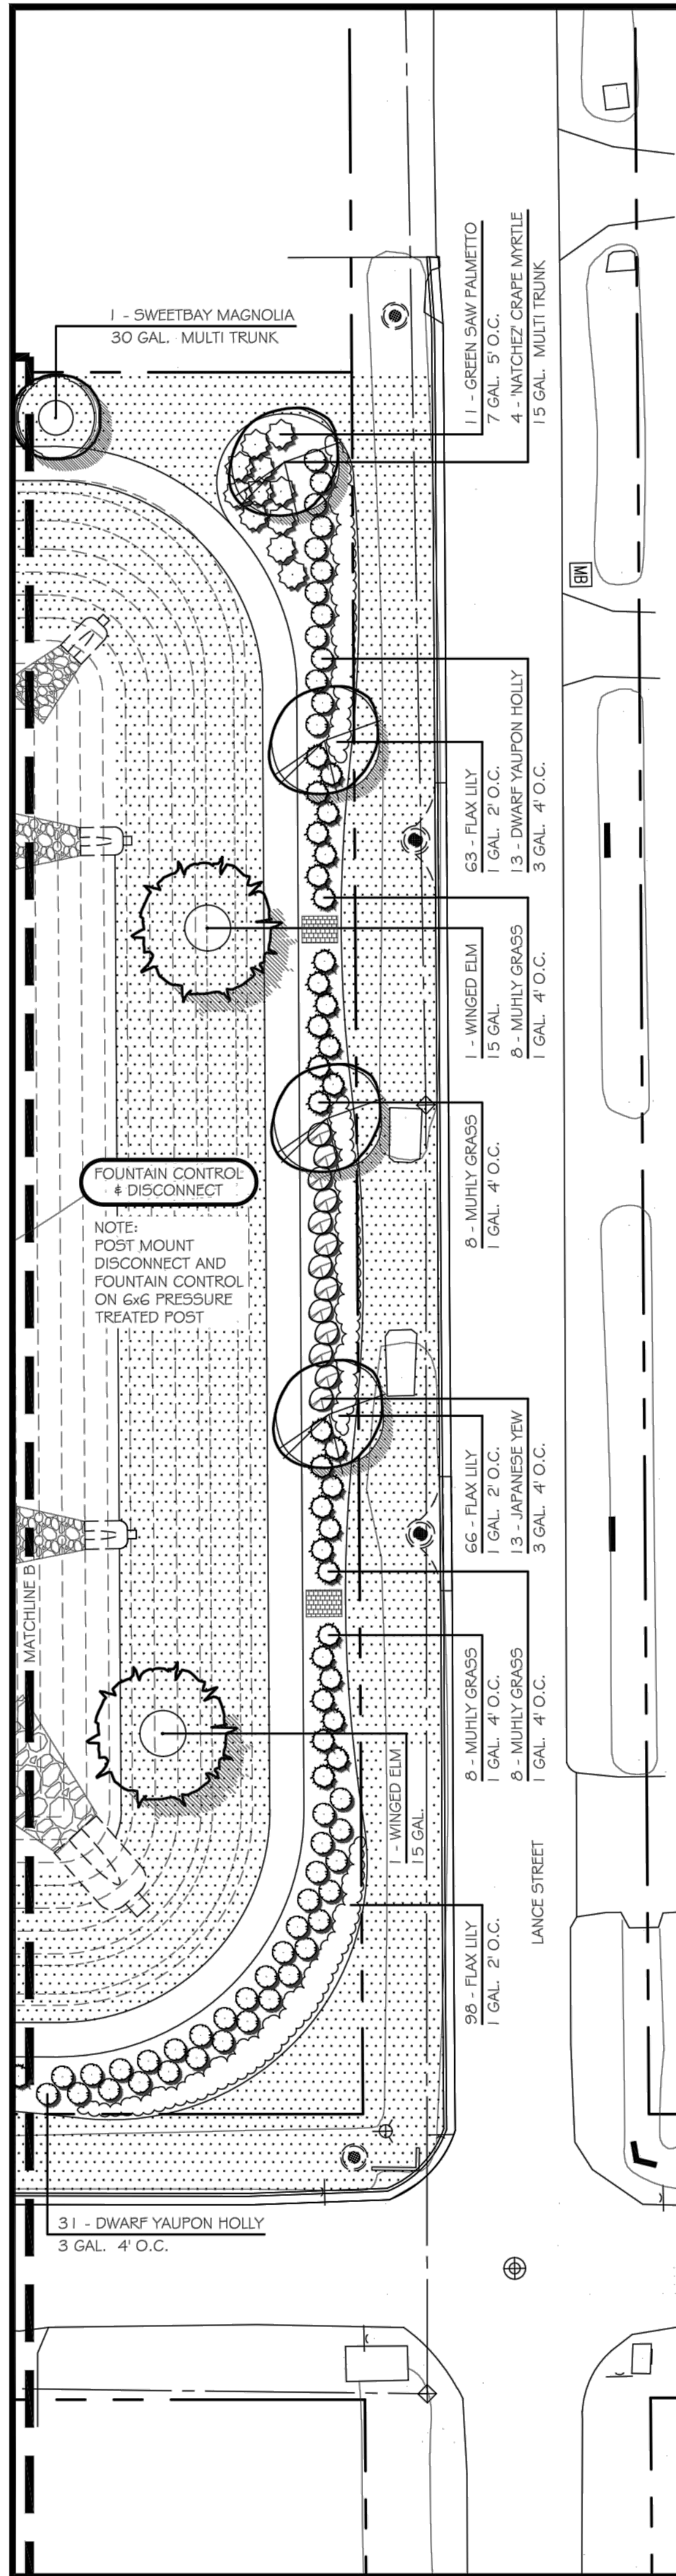 1 - SWEETBAY MAGNOLIA
30 GAL. MULTI TRUNK
11 - GREEN SAW PALMETTO
7 GAL. 5' O.C.
4 - 'NATCHEZ' CRAPE MYRTLE
15 GAL. MULTI TRUNK
MB
63 - FLAX LILY
1 GAL. 2' O.C.
13 - DWARF YAUPON HOLLY
3 GAL. 4' O.C.
1 - WINGED ELM
15 GAL.
8 - MUHLY GRASS
1 GAL. 4' O.C.
8 - MUHLY GRASS
1 GAL. 4' O.C.
FOUNTAIN CONTROL
& DISCONNECT
NOTE:
POST MOUNT
DISCONNECT AND
FOUNTAIN CONTROL
ON 6x6 PRESSURE
TREATED POST
66 - FLAX LILY
1 GAL. 2' O.C.
13 - JAPANESE YEW
3 GAL. 4' O.C.
MATCHLINE B
8 - MUHLY GRASS
1 GAL. 4' O.C.
8 - MUHLY GRASS
1 GAL. 4' O.C.
1 - WINGED ELM
15 GAL.
LANCE STREET
98 - FLAX LILY
1 GAL. 2' O.C.
31 - DWARF YAUPON HOLLY
3 GAL. 4' O.C.